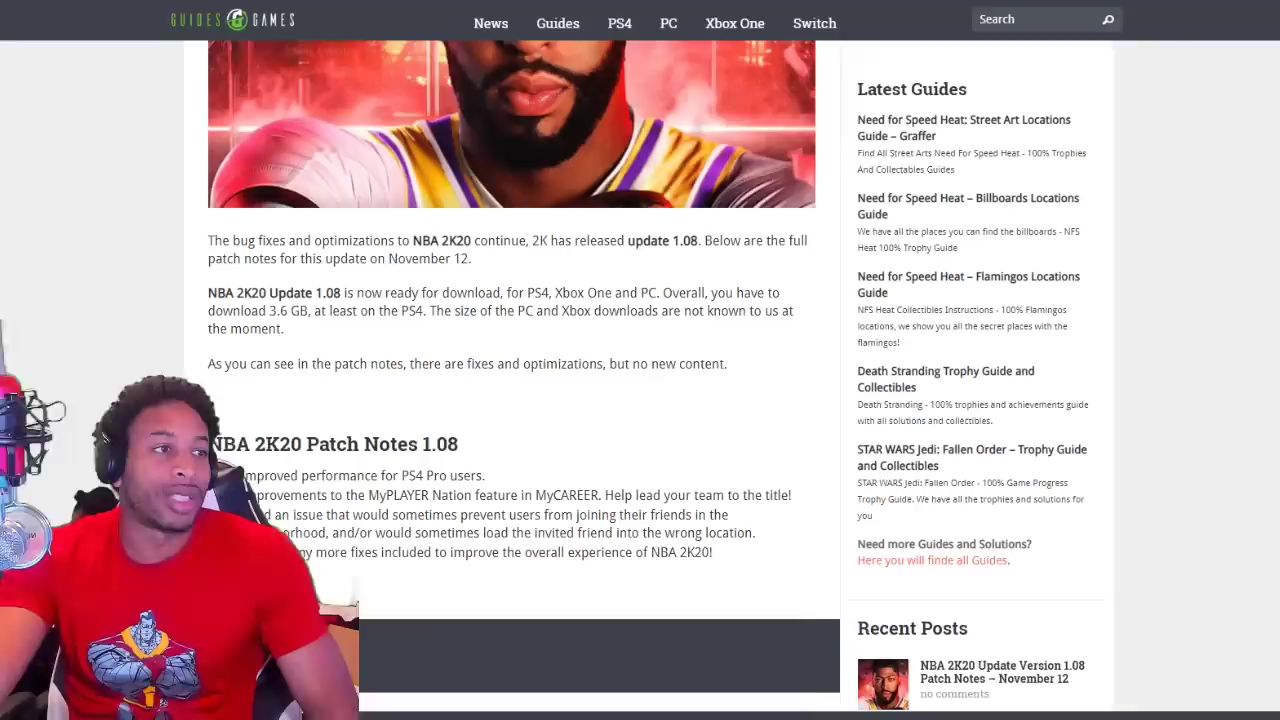 GUIDES GAMES
News
Guides
PS4
PC
Xbox One
Switch
Search
The bug fixes and optimizations to NBA 2K20 continue, 2K has released update 1.08. Below are the full
patch notes for this update on November 12.
NBA 2K20 Update 1.08 is now ready for download, for PS4, Xbox One and PC. Overall, you have to
download 3.6 GB, at least on the PS4. The size of the PC and Xbox downloads are not known to us at
the moment.
As you can see in the patch notes, there are fixes and optimizations, but no new content.
NBA 2K20 Patch Notes 1.08
improved performance for PS4 Pro users.
to the MyPLAYER Nation feature in MyCAREER. Help lead your team to the title!
an issue that would sometimes prevent users from joining their friends in the
and/or would sometimes load the invited friend into the wrong location.
more fixes included to improve the overall experience of NBA 2K20!
Latest Guides
Need for Speed Heat: Street Art Locations
Guide – Graffer
Find All Street Arts Need For Speed Heat - 100% Trophies
And Collectables Guides
Need for Speed Heat – Billboards Locations
Guide
We have all the places you can find the billboards - NFS
Heat 100% Trophy Guide
Need for Speed Heat – Flamingos Locations
Guide
NFS Heat Collectibles Instructions - 100% Flamingos
locations, we show you all the secret places with the
flamingos!
Death Stranding Trophy Guide and
Collectibles
Death Stranding - 100% trophies and achievements guide
with all solutions and collectibles.
STAR WARS Jedi: Fallen Order – Trophy Guide
and Collectibles
STAR WARS Jedi: Fallen Order - 100% Game Progress
Trophy Guide. We have all the trophies and solutions for
you
Need more Guides and Solutions?
Here you will finde all Guides.
Recent Posts
NBA 2K20 Update Version 1.08
Patch Notes – November 12
no comments